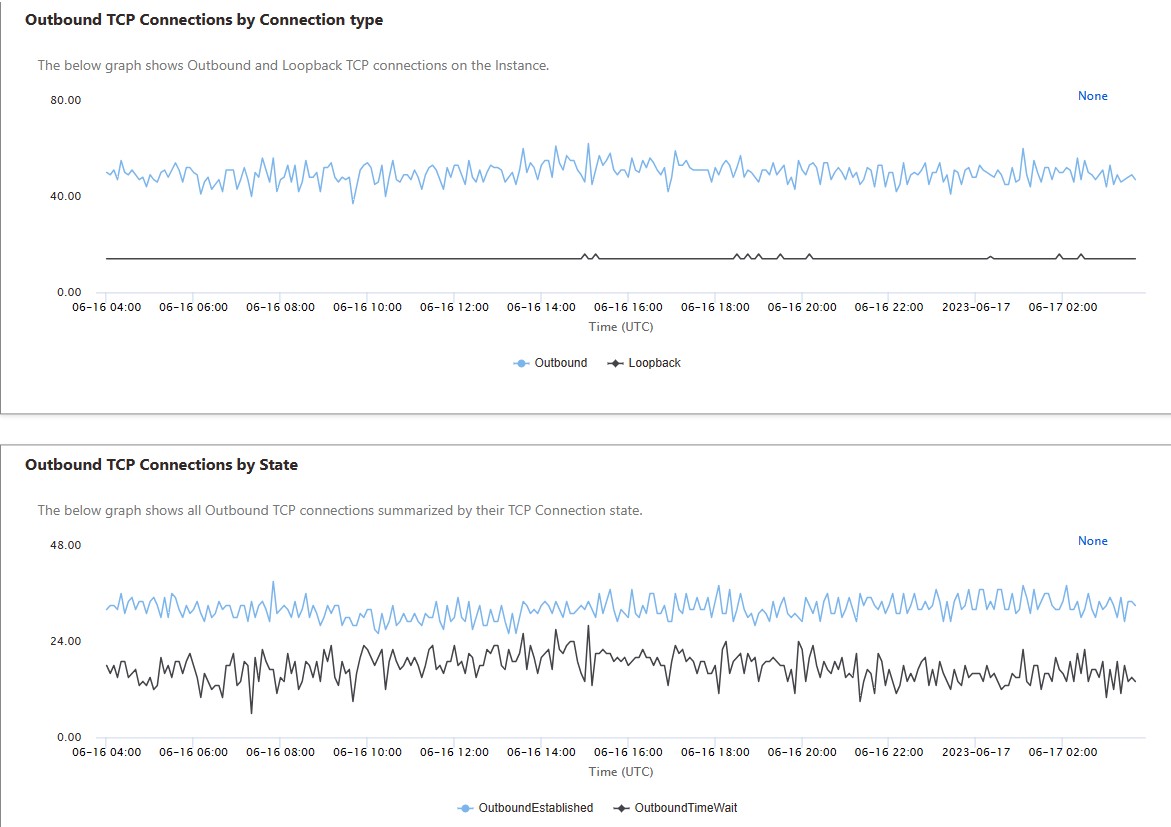 Outbound TCP Connections by Connection type
The below graph shows Outbound and Loopback TCP connections on the Instance.
None
80.00
40.00
0.00
06-16 04:00 06-16 06:00 06-16 08:00 06-16 10:00 06-16 12:00 06-16 14:00 06-16 16:00 06-16 18:00 06-16 20:00 06-16 22:00 2023-06-17 06-17 02:00
Time (UTC)
Outbound Loopback
Outbound TCP Connections by State
The below graph shows all Outbound TCP connections summarized by their TCP Connection state.
None
48.00
24.00
0.00
06-16 04:00 06-16 06:00 06-16 08:00 06-16 10:00 06-16 12:00 06-16 14:00 06-16 16:00 06-16 18:00 06-16 20:00 06-16 22:00 2023-06-17 06-17 02:00
Time (UTC)
OutboundEstablished OutboundTimeWait